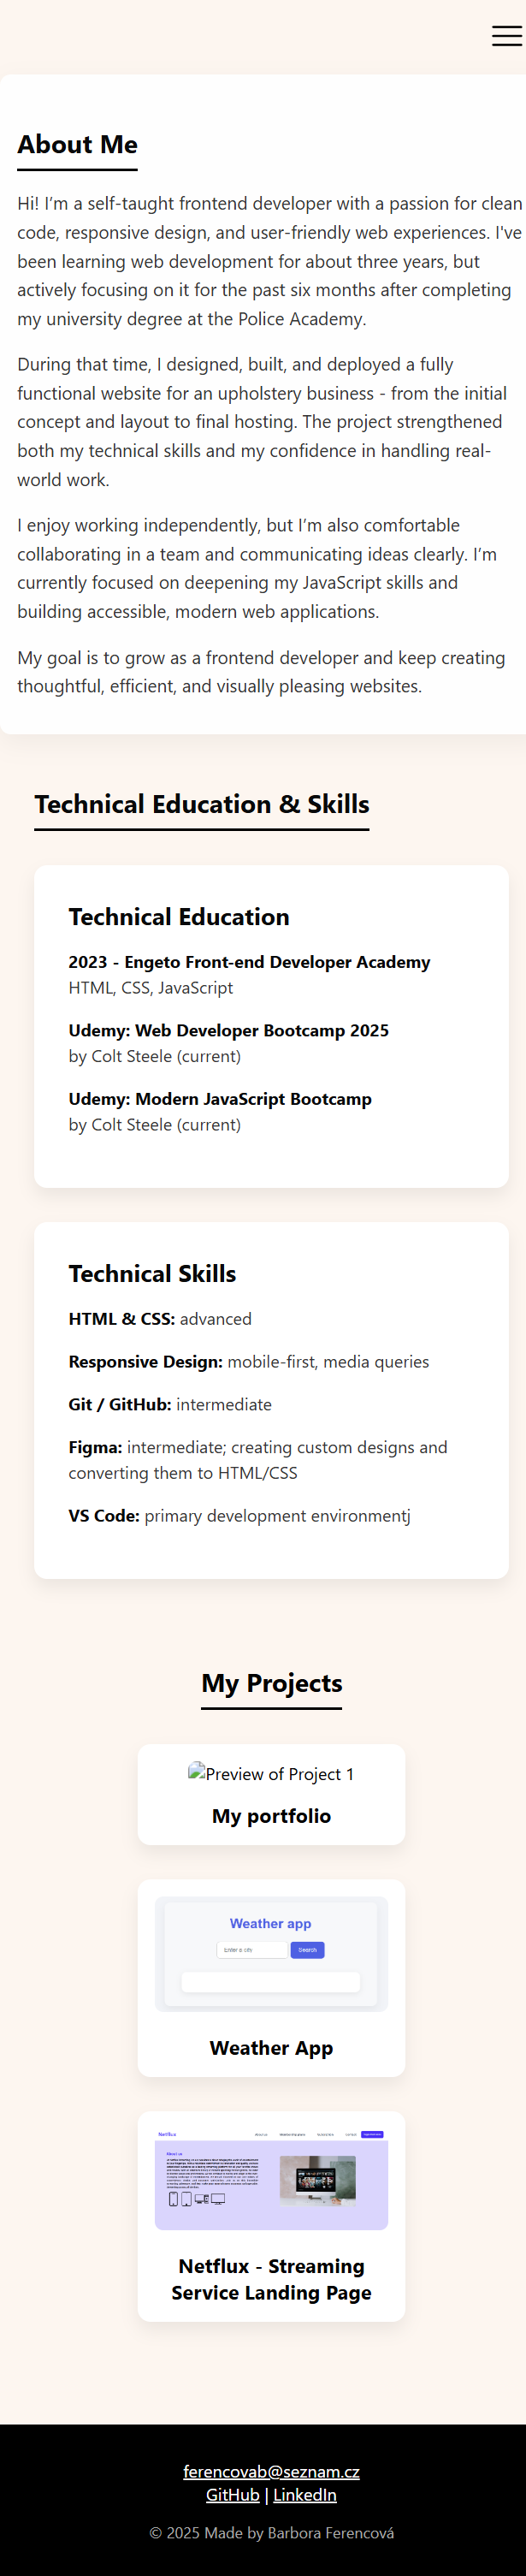 About Me
Hi! I’m a self-taught frontend developer with a passion for clean
code, responsive design, and user-friendly web experiences. I've
been learning web development for about three years, but
actively focusing on it for the past six months after completing
my university degree at the Police Academy.
During that time, I designed, built, and deployed a fully
functional website for an upholstery business - from the initial
concept and layout to final hosting. The project strengthened
both my technical skills and my confidence in handling real-
world work.
I enjoy working independently, but I’m also comfortable
collaborating in a team and communicating ideas clearly. I’m
currently focused on deepening my JavaScript skills and
building accessible, modern web applications.
My goal is to grow as a frontend developer and keep creating
thoughtful, efficient, and visually pleasing websites.
Technical Education & Skills
Technical Education
2023 - Engeto Front-end Developer Academy
HTML, CSS, JavaScript
Udemy: Web Developer Bootcamp 2025
by Colt Steele (current)
Udemy: Modern JavaScript Bootcamp
by Colt Steele (current)
Technical Skills
HTML & CSS: advanced
Responsive Design: mobile-first, media queries
Git / GitHub: intermediate
Figma: intermediate; creating custom designs and
converting them to HTML/CSS
VS Code: primary development environmentj
My Projects
Preview of Project 1
My portfolio
Weather app
Enter a city
Search
Weather App
Netflux
About us
Netflux - Streaming
Service Landing Page
ferencovab@seznam.cz
GitHub | LinkedIn
© 2025 Made by Barbora Ferencová